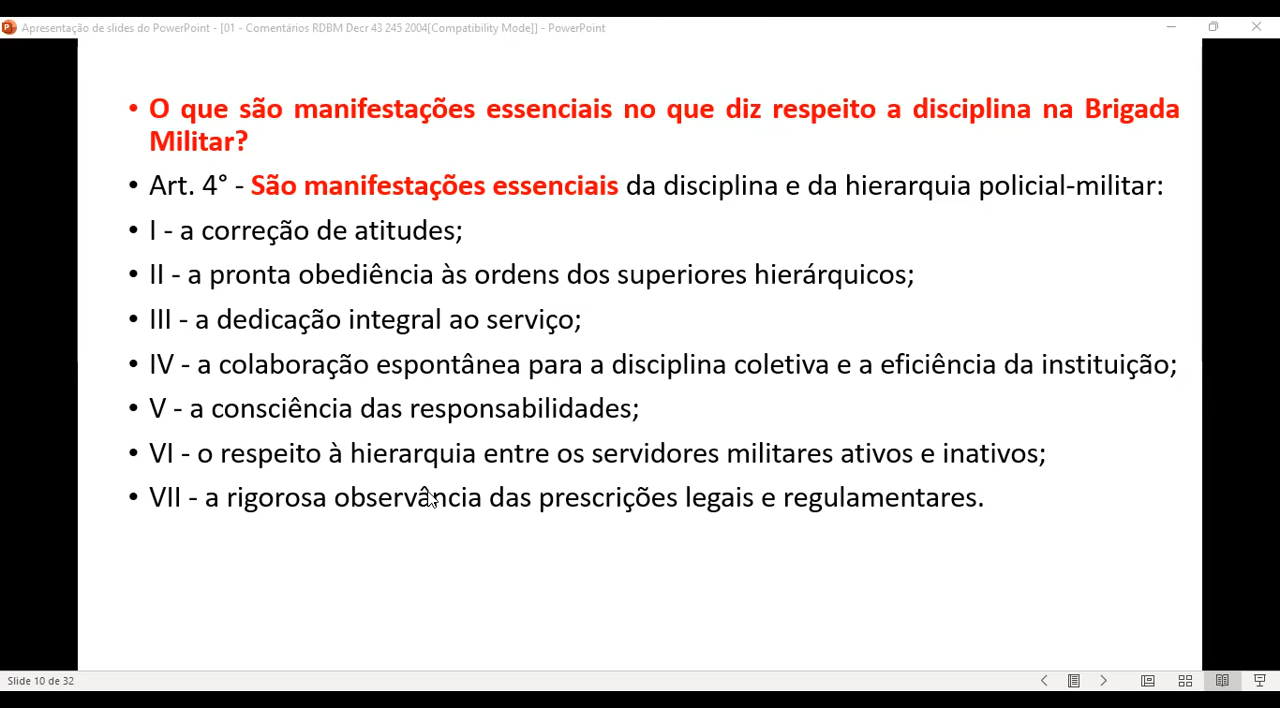 Apresentação de slides do PowerPoint - [01 - Comentários RDBM Decr 43 245 2004[Compatibility Mode]] - PowerPoint
• O que são manifestações essenciais no que diz respeito a disciplina na Brigada
Militar?
• Art. 4° - São manifestações essenciais da disciplina e da hierarquia policial-militar:
• I - a correção de atitudes;
• II - a pronta obediência às ordens dos superiores hierárquicos;
• III - a dedicação integral ao serviço;
• IV - a colaboração espontânea para a disciplina coletiva e a eficiência da instituição;
• V - a consciência das responsabilidades;
• VI - o respeito à hierarquia entre os servidores militares ativos e inativos;
• VII - a rigorosa observância das prescrições legais e regulamentares.
Slide 10 de 32